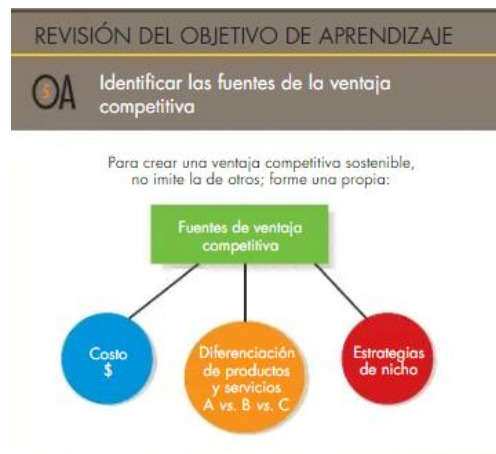 REVISIÓN DEL OBJETIVO DE APRENDIZAJE
OA 5
Identificar las fuentes de la ventaja
competitiva
Para crear una ventaja competitiva sostenible,
no imite la de otros; forme una propia:
Fuentes de ventaja
competitiva
Costo
$
Diferenciación
de productos
y servicios
A vs. B vs. C
Estrategias
de nicho